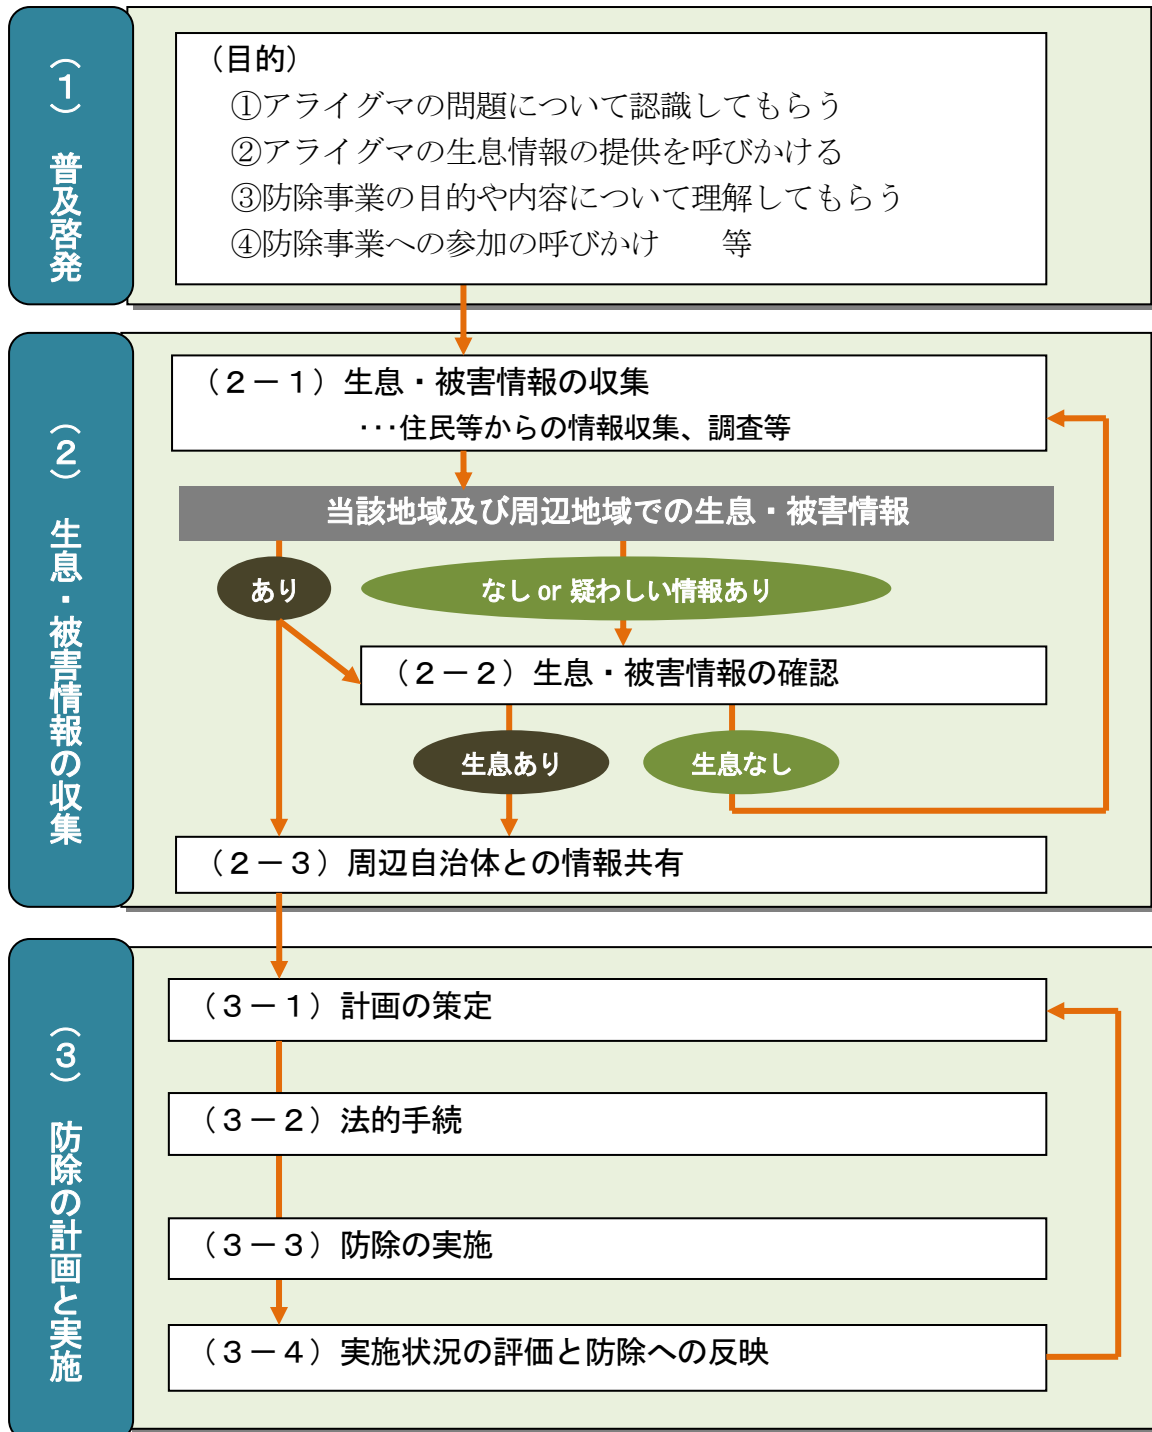 （１） 普及啓発
（目的）
①アライグマの問題について認識してもらう
②アライグマの生息情報の提供を呼びかける
③防除事業の目的や内容について理解してもらう
④防除事業への参加の呼びかけ　　等
（２） 生息・被害情報の収集
（２－１）生息・被害情報の収集
･･･住民等からの情報収集、調査等
当該地域及び周辺地域での生息・被害情報
あり
なし or 疑わしい情報あり
（２－２）生息・被害情報の確認
生息あり
生息なし
（２－３）周辺自治体との情報共有
（３） 防除の計画と実施
（３－１）計画の策定
（３－２）法的手続
（３－３）防除の実施
（３－４）実施状況の評価と防除への反映